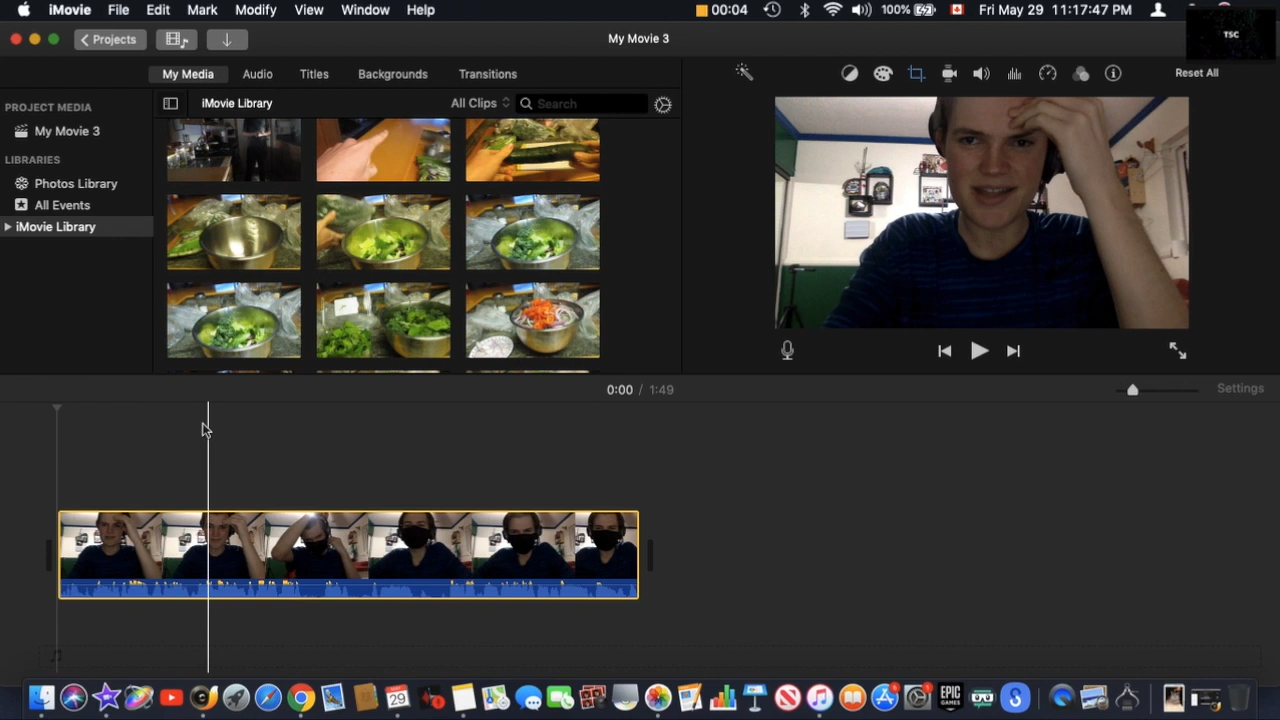 iMovie File Edit Mark Modify View Window Help 00:04 100% Fri May 29 11:17:47 PM
Projects My Movie 3 TSC
My Media Audio Titles Backgrounds Transitions Reset All
PROJECT MEDIA iMovie Library All Clips Search
My Movie 3
LIBRARIES
Photos Library
All Events
iMovie Library
0:00 / 1:49 Settings
29 EPIC GAMES